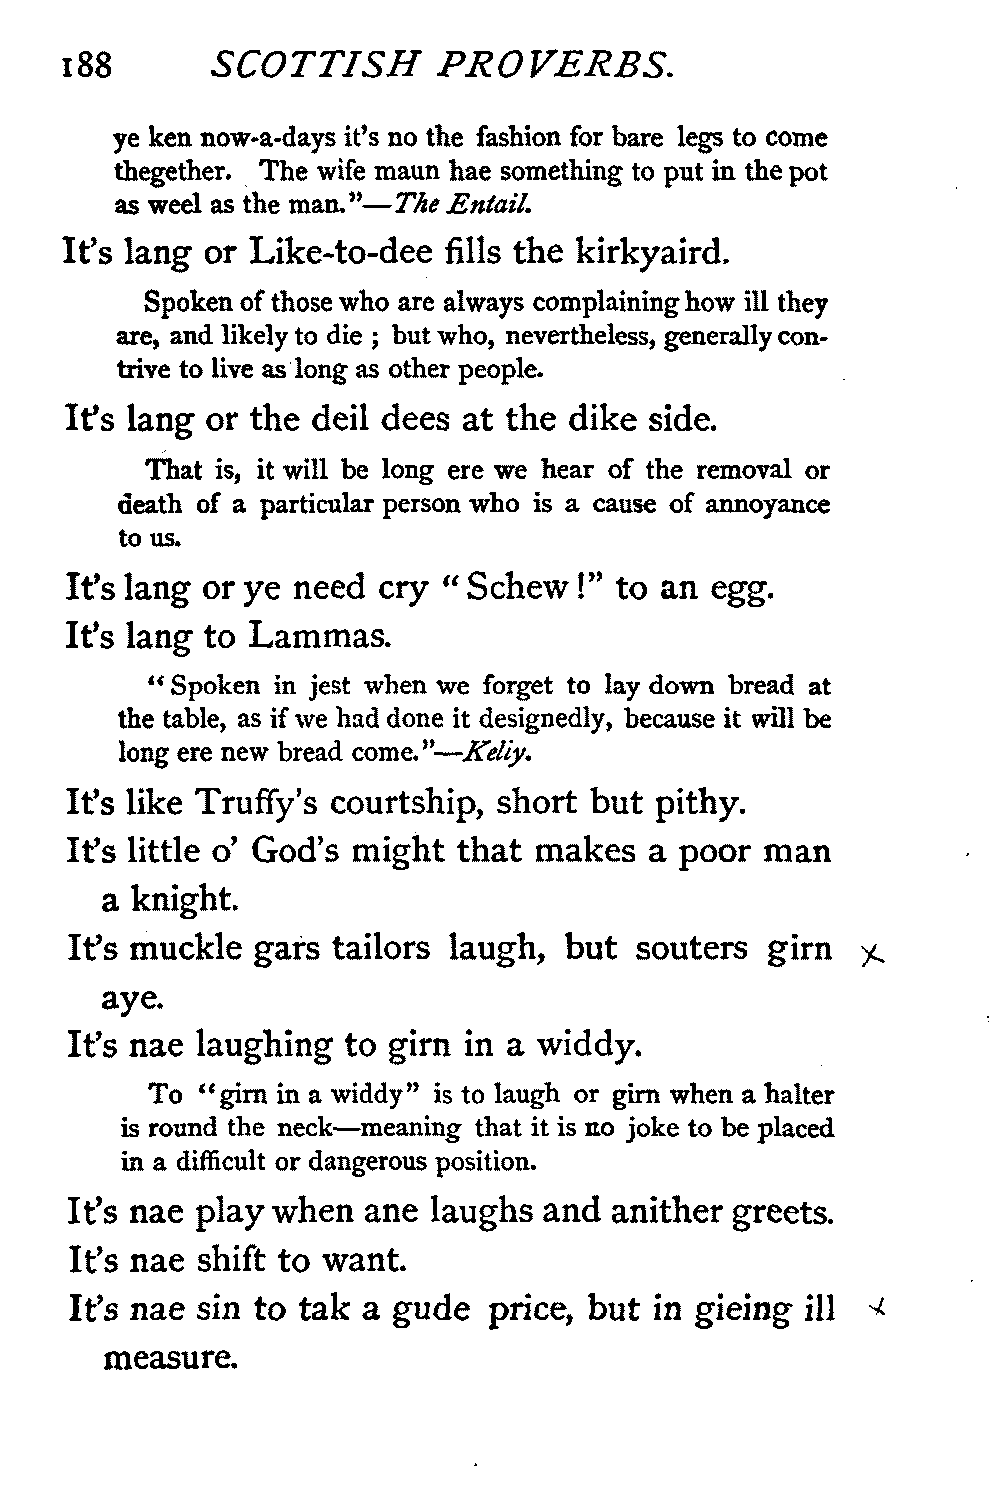 188 SCOTTISH PROVERBS.
ye ken now-a-days it's no the fashion for bare legs to come
thegether. The wife maun hae something to put in the pot
as weel as the man."—The Entail.
It's lang or Like-to-dee fills the kirkyaird.
Spoken of those who are always complaining how ill they
are, and likely to die ; but who, nevertheless, generally con-
trive to live as long as other people.
It's lang or the deil dees at the dike side.
That is, it will be long ere we hear of the removal or
death of a particular person who is a cause of annoyance
to us.
It's lang or ye need cry " Schew !" to an egg.
It's lang to Lammas.
" Spoken in jest when we forget to lay down bread at
the table, as if we had done it designedly, because it will be
long ere new bread come."—Kelly.
It's like Truffy's courtship, short but pithy.
It's little o' God's might that makes a poor man
a knight.
It's muckle gars tailors laugh, but souters girn
aye.
It's nae laughing to girn in a widdy.
To "girn in a widdy" is to laugh or girn when a halter
is round the neck—meaning that it is no joke to be placed
in a difficult or dangerous position.
It's nae play when ane laughs and anither greets.
It's nae shift to want.
It's nae sin to tak a gude price, but in gieing ill
measure.